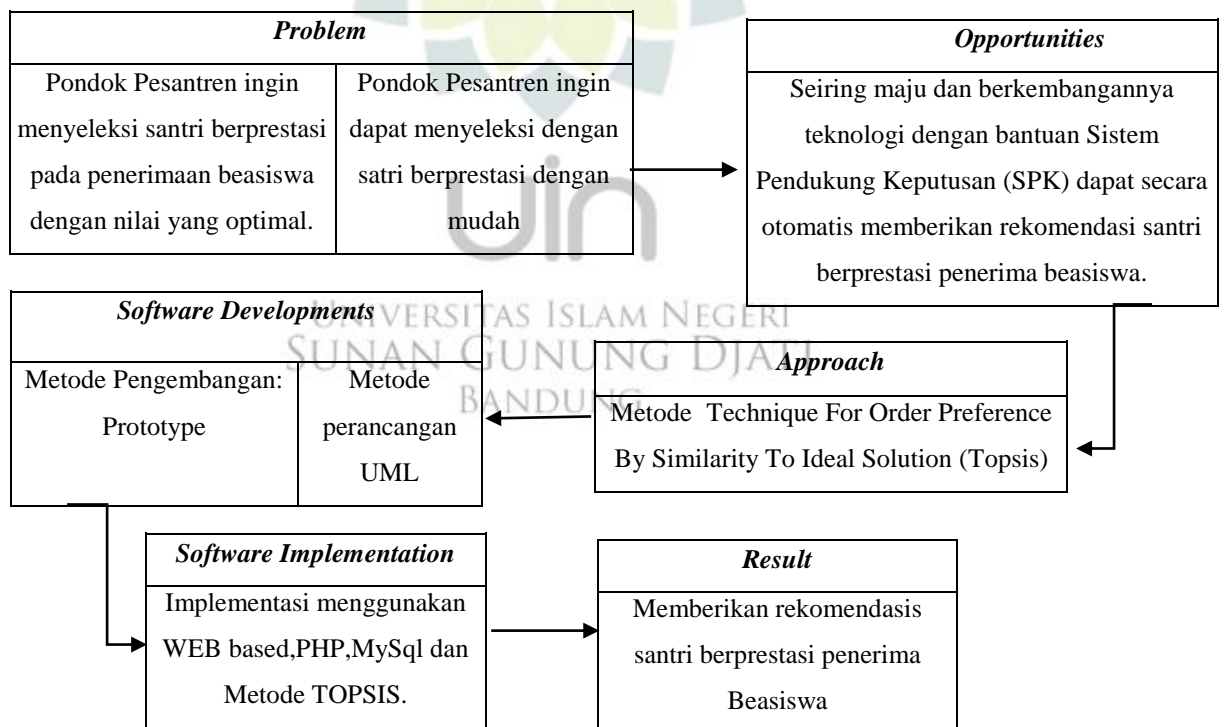 Problem
Pondok Pesantren ingin
menyeleksi santri berprestasi
pada penerimaan beasiswa
dengan nilai yang optimal.
Pondok Pesantren ingin
dapat menyeleksi dengan
satri berprestasi dengan
mudah
Opportunities
Seiring maju dan berkembangannya
teknologi dengan bantuan Sistem
Pendukung Keputusan (SPK) dapat secara
otomatis memberikan rekomendasi santri
berprestasi penerima beasiswa.
uin
UNIVERSITAS ISLAM NEGERI
SUNAN GUNUNG DJATI
BANDUNG
Approach
Metode Technique For Order Preference
By Similarity To Ideal Solution (Topsis)
Software Developments
Metode Pengembangan:
Prototype
Metode
perancangan
UML
Software Implementation
Implementasi menggunakan
WEB based,PHP,MySql dan
Metode TOPSIS.
Result
Memberikan rekomendasis
santri berprestasi penerima
Beasiswa